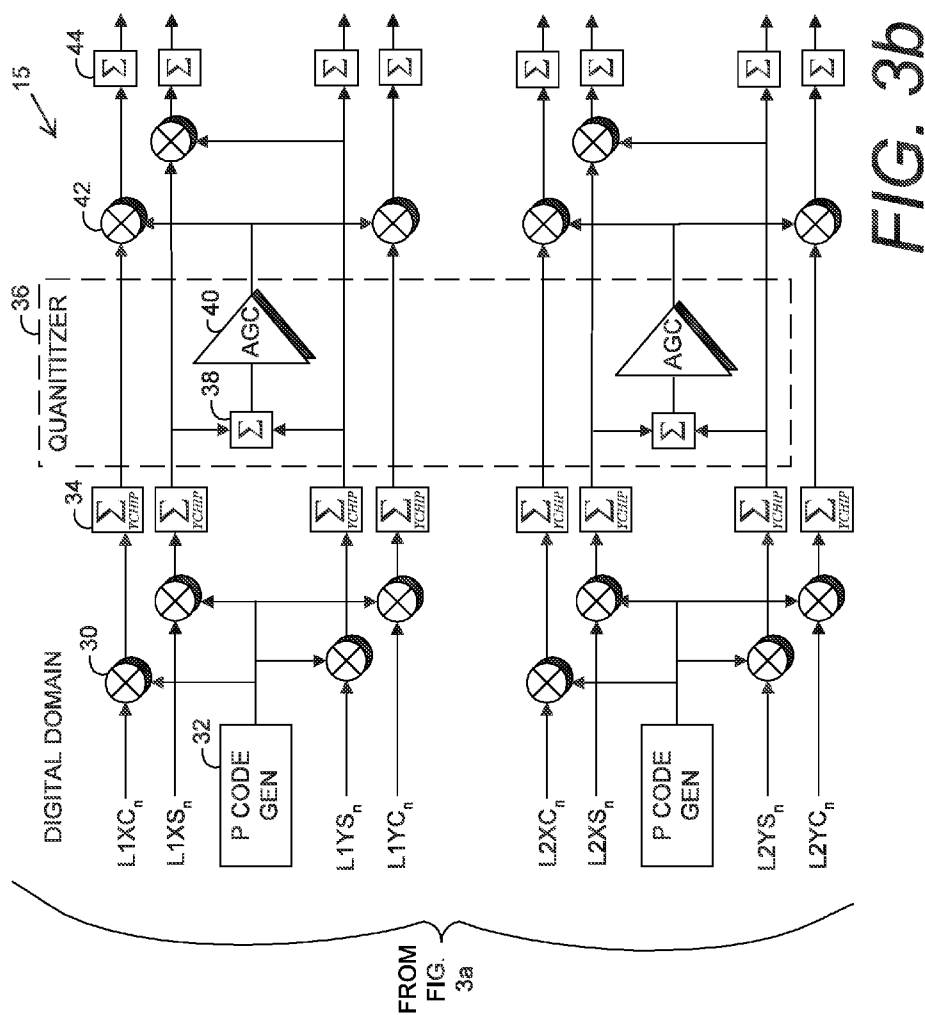 FROM
FIG.
3a
DIGITAL DOMAIN
QUANITITZER
36
15
44
42
40
38
34
30
32
L1XCn
L1XSn
P CODE
GEN
L1YSn
L1YCn
Σ YCHIP
Σ YCHIP
Σ YCHIP
Σ YCHIP
Σ
AGC
Σ
Σ
Σ
Σ
L2XCn
L2XSn
P CODE
GEN
L2YSn
L2YCn
Σ YCHIP
Σ YCHIP
Σ YCHIP
Σ YCHIP
Σ
AGC
Σ
Σ
Σ
Σ
FIG. 3b